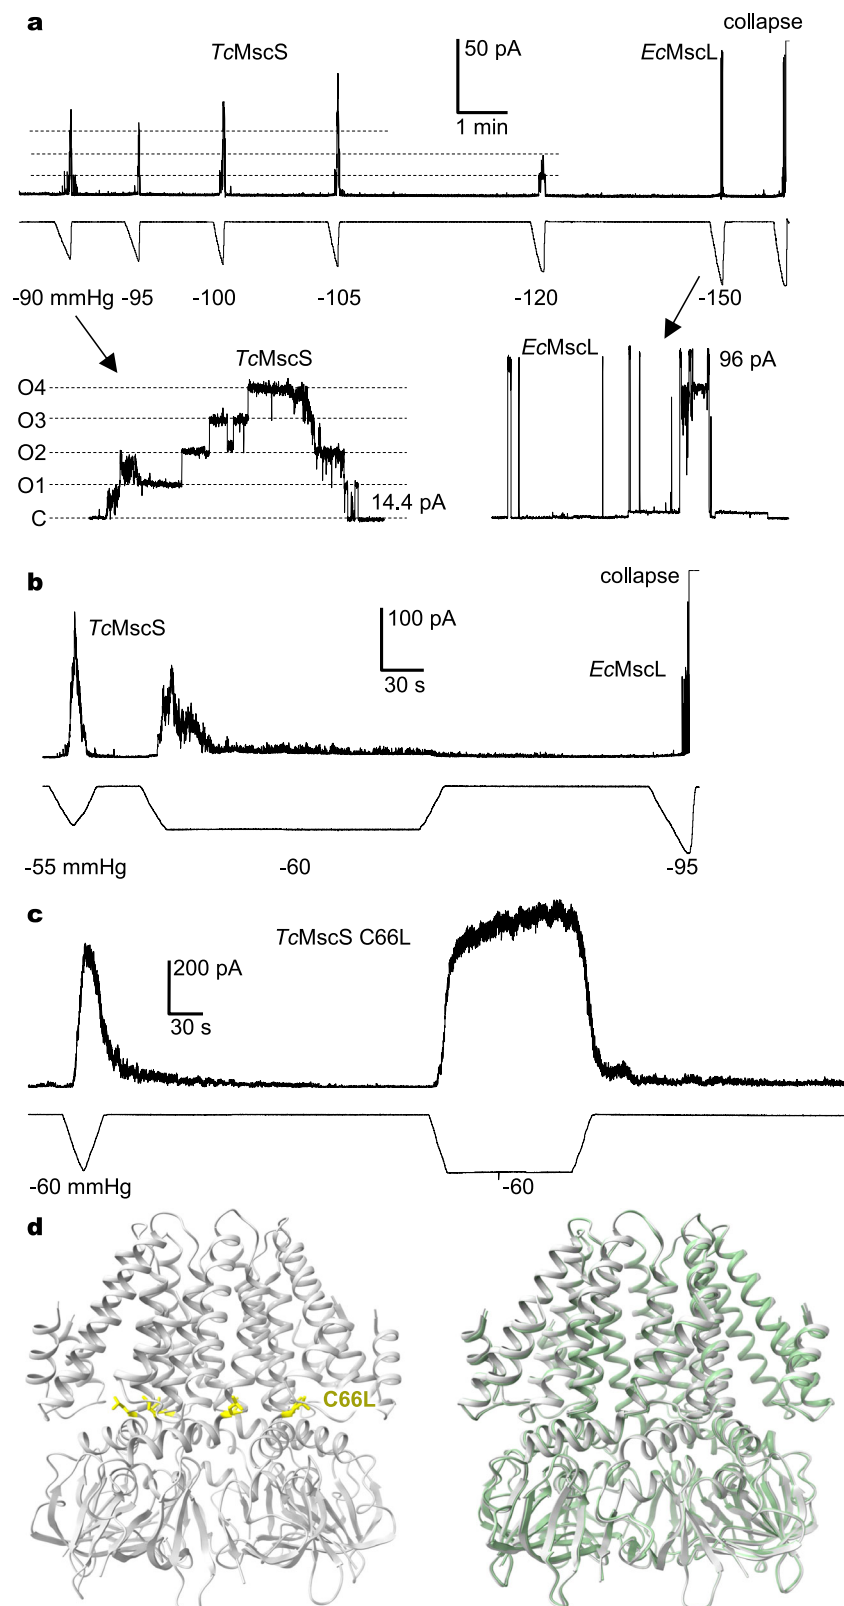 a
collapse
TcMscS
50 pA
EcMscL
1 min
-90 mmHg -95 -100 -105 -120 -150
TcMscS
EcMscL
96 pA
O4
O3
O2
O1
14.4 pA
C
b
collapse
TcMscS
100 pA
EcMscL
30 s
-55 mmHg -60 -95
c
TcMscS C66L
200 pA
30 s
-60 mmHg -60
d
C66L